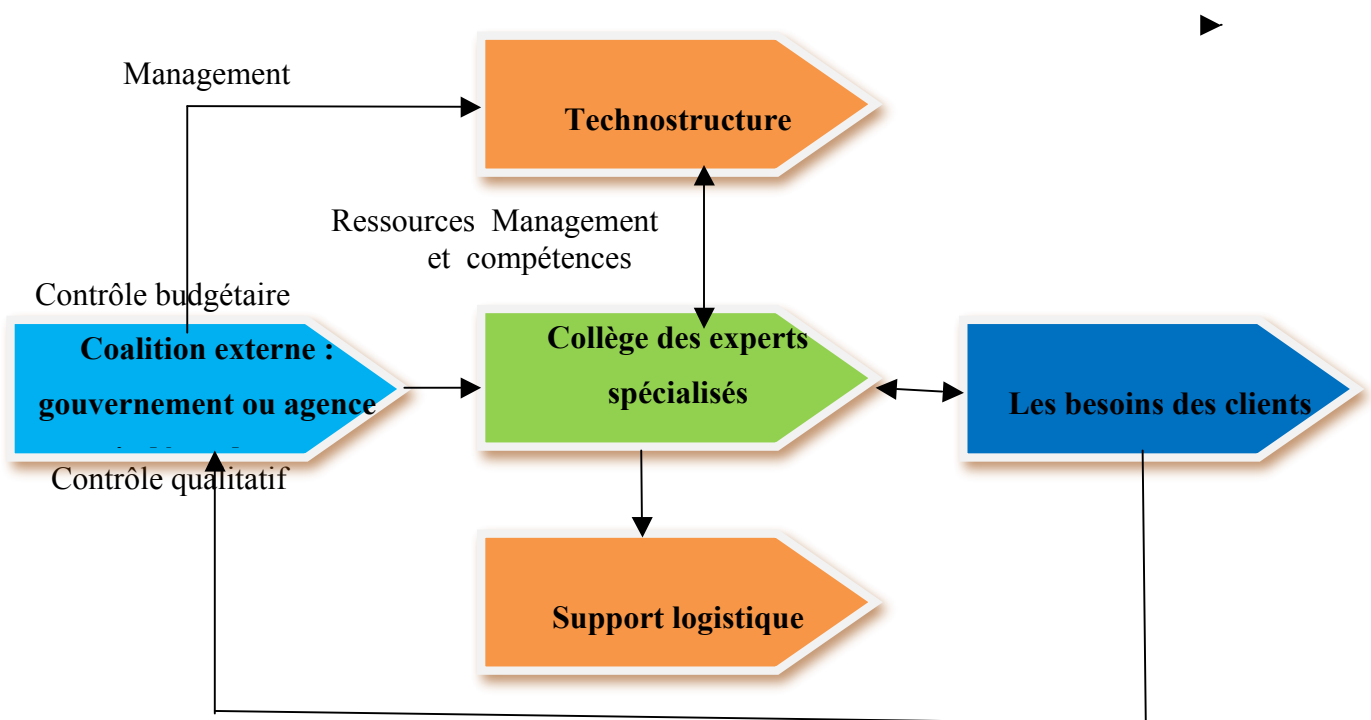 Management
Technostructure
Ressources Management
et compétences
Contrôle budgétaire
Coalition externe :
gouvernement ou agence
Contrôle qualitatif
Collège des experts
spécialisés
Les besoins des clients
Support logistique